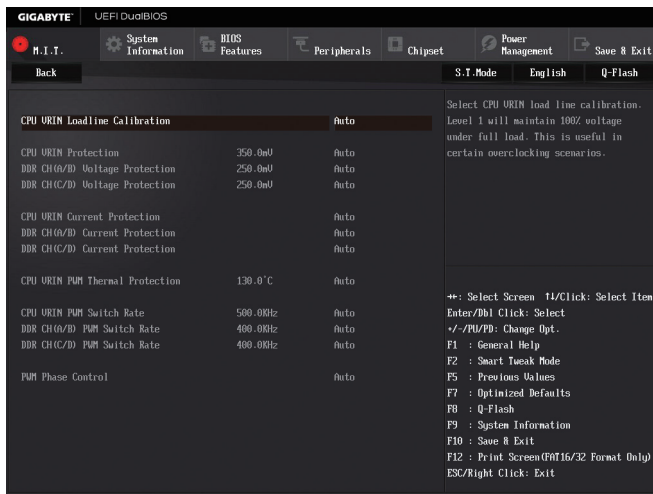 GIGABYTE™ UEFI DualBIOS
M.I.T.
System Information
BIOS Features
Peripherals
Chipset
Power Management
Save & Exit
Back
S.T.Mode English Q-Flash
CPU VRIN Loadline Calibration Auto
CPU VRIN Protection 350.0mV Auto
DDR CH(A/B) Voltage Protection 250.0mV Auto
DDR CH(C/D) Voltage Protection 250.0mV Auto
CPU VRIN Current Protection Auto
DDR CH(A/B) Current Protection Auto
DDR CH(C/D) Current Protection Auto
CPU VRIN PWM Thermal Protection 130.0°C Auto
CPU VRIN PWM Switch Rate 500.0KHz Auto
DDR CH(A/B) PWM Switch Rate 400.0KHz Auto
DDR CH(C/D) PWM Switch Rate 400.0KHz Auto
PWM Phase Control Auto
Select CPU VRIN load line calibration.
Level 1 will maintain 100% voltage
under full load. This is useful in
certain overclocking scenarios.
→←: Select Screen ↑↓/Click: Select Item
Enter/Dbl Click: Select
+/-/PU/PD: Change Opt.
F1 : General Help
F2 : Smart Tweak Mode
F5 : Previous Values
F7 : Optimized Defaults
F8 : Q-Flash
F9 : System Information
F10 : Save & Exit
F12 : Print Screen(FAT16/32 Format Only)
ESC/Right Click: Exit